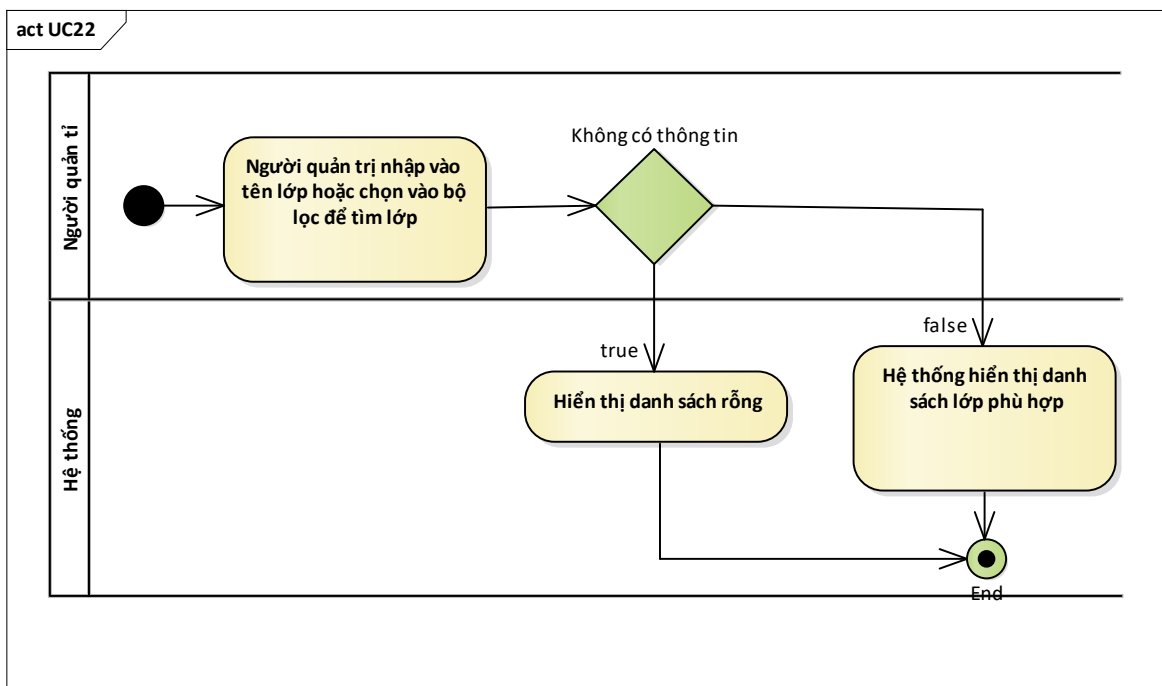 act UC22
Người quản tỉ
Người quản trị nhập vào
tên lớp hoặc chọn vào bộ
lọc để tìm lớp
Không có thông tin
Hệ thống
true
Hiển thị danh sách rỗng
false
Hệ thống hiển thị danh
sách lớp phù hợp
End